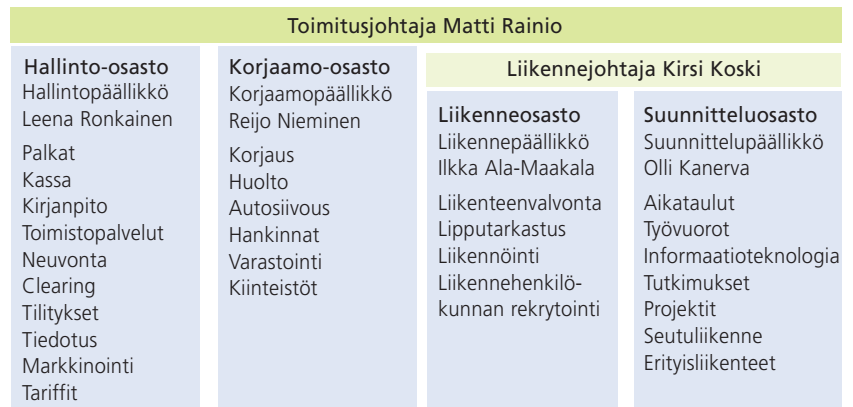 Toimitusjohtaja Matti Rainio
Hallinto-osasto
Hallintopäällikkö
Leena Ronkainen
Palkat
Kassa
Kirjanpito
Toimistopalvelut
Neuvonta
Clearing
Tilitykset
Tiedotus
Markkinointi
Tariffit
Korjaamo-osasto
Korjaamopäällikkö
Reijo Nieminen
Korjaus
Huolto
Autosiivous
Hankinnat
Varastointi
Kiinteistöt
Liikennejohtaja Kirsi Koski
Liikenneosasto
Liikennepäällikkö
Ilkka Ala-Maakala
Liikenteenvalvonta
Lipputarkastus
Liikennöinti
Liikennehenkilö-
kunnan rekrytointi
Suunnitteluosasto
Suunnittelupäällikkö
Olli Kanerva
Aikataulut
Työvuorot
Informaatioteknologia
Tutkimukset
Projektit
Seutuliikenne
Erityisliikenteet